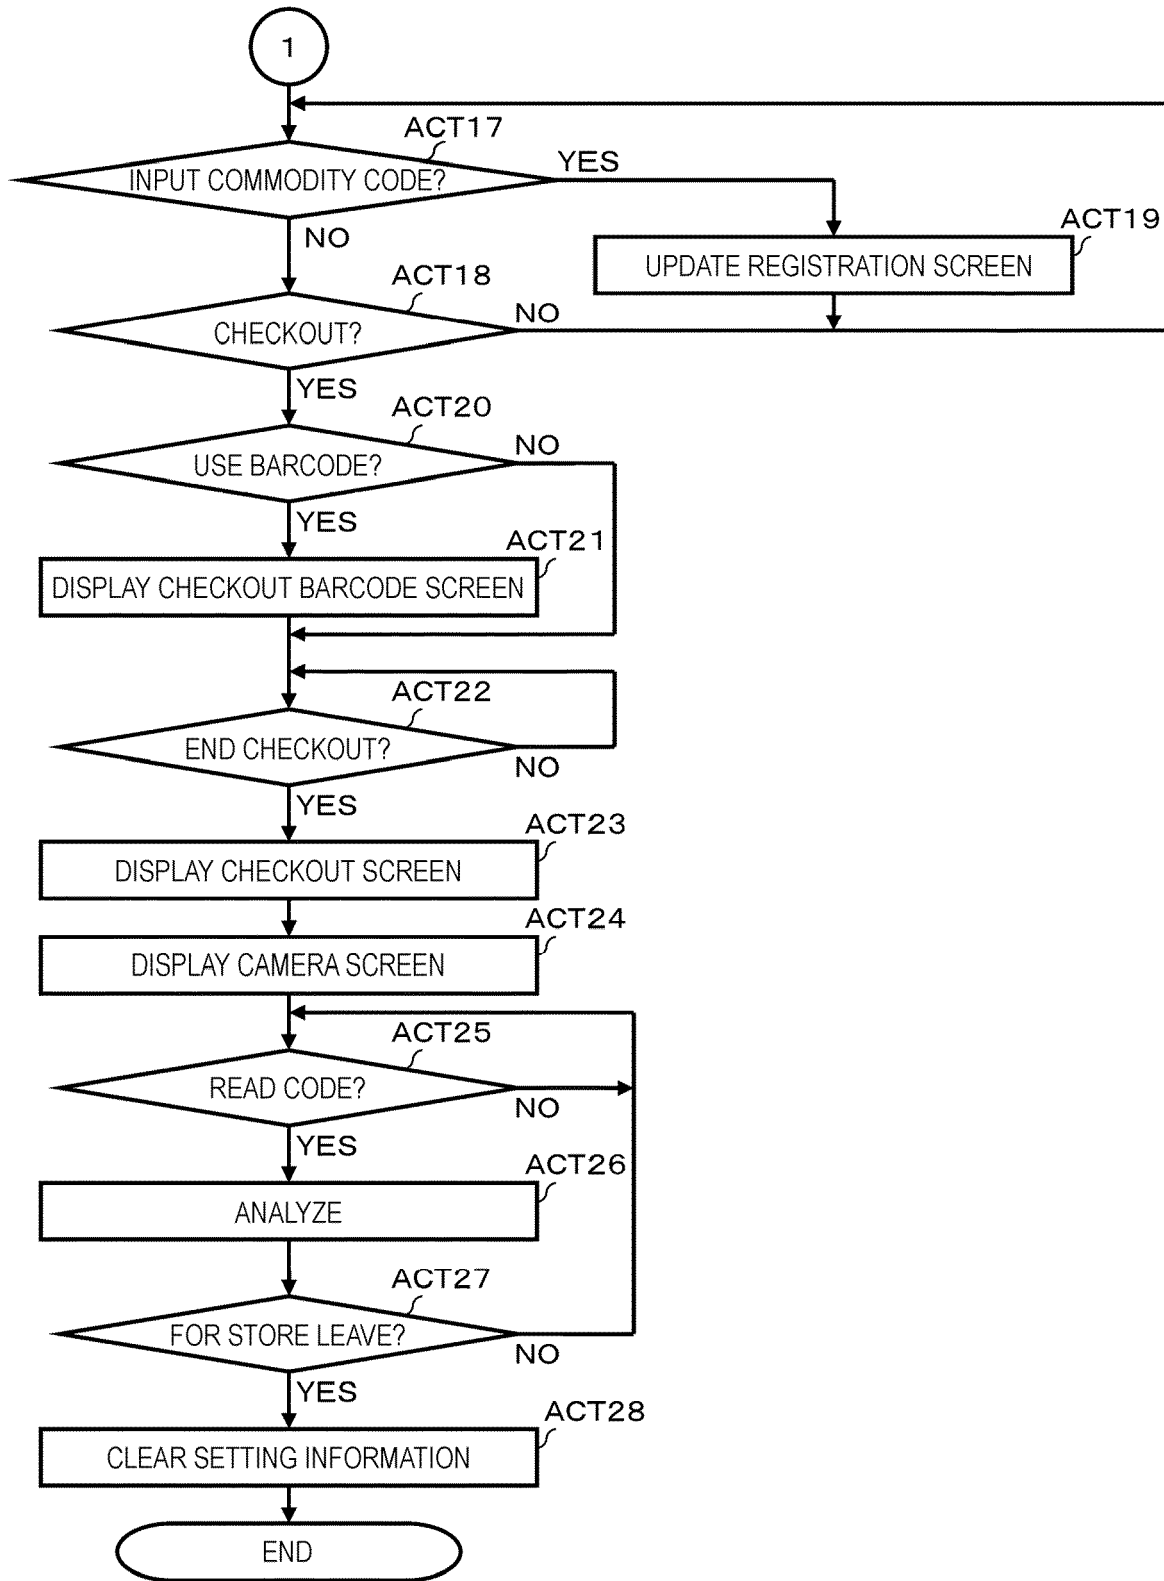 1
ACT17
INPUT COMMODITY CODE?
YES
NO
ACT19
UPDATE REGISTRATION SCREEN
ACT18
CHECKOUT?
NO
YES
ACT20
USE BARCODE?
NO
YES
ACT21
DISPLAY CHECKOUT BARCODE SCREEN
ACT22
END CHECKOUT?
NO
YES
ACT23
DISPLAY CHECKOUT SCREEN
ACT24
DISPLAY CAMERA SCREEN
ACT25
READ CODE?
NO
YES
ACT26
ANALYZE
ACT27
FOR STORE LEAVE?
NO
YES
ACT28
CLEAR SETTING INFORMATION
END